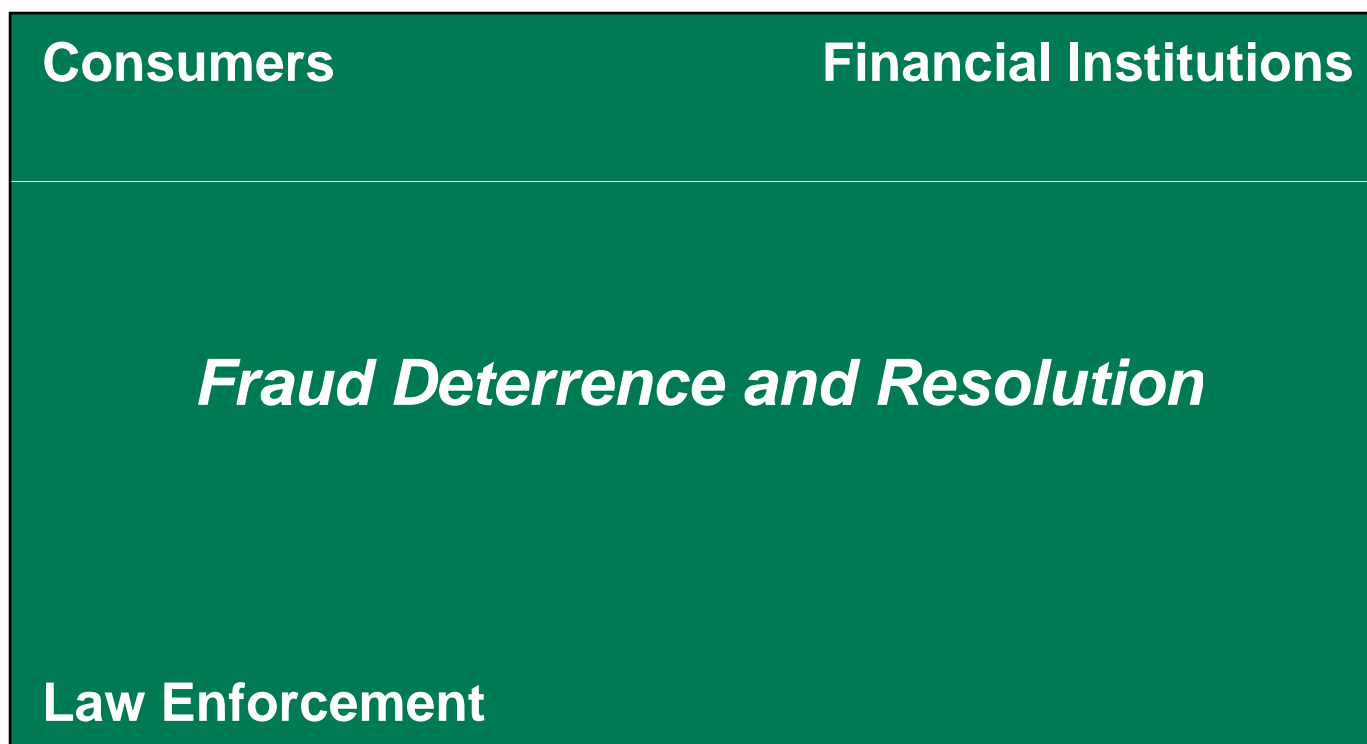 Consumers
Financial Institutions
Fraud Deterrence and Resolution
Law Enforcement